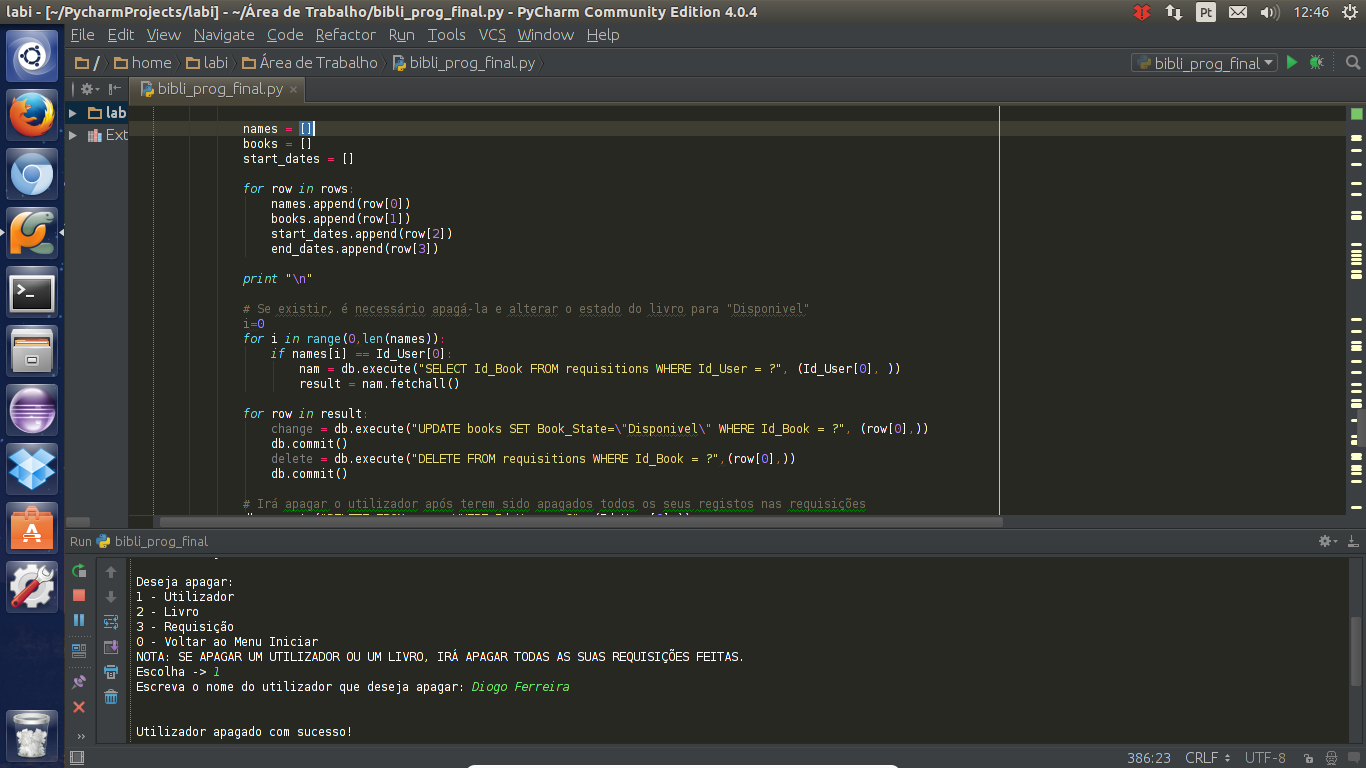 labi - [~/PycharmProjects/labi] - ~/Área de Trabalho/bibli_prog_final.py - PyCharm Community Edition 4.0.4
Pt
12:46
File Edit View Navigate Code Refactor Run Tools VCS Window Help
/ home labi Área de Trabalho bibli_prog_final.py
bibli_prog_final
bibli_prog_final.py
lab
Ext
names = []
books = []
start_dates = []
for row in rows:
names.append(row[0])
books.append(row[1])
start_dates.append(row[2])
end_dates.append(row[3])
print "\n"
# Se existir, é necessário apagá-la e alterar o estado do livro para "Disponivel"
i=0
for i in range(0,len(names)):
if names[i] == Id_User[0]:
nam = db.execute("SELECT Id_Book FROM requisitions WHERE Id_User = ?", (Id_User[0], ))
result = nam.fetchall()
for row in result:
change = db.execute("UPDATE books SET Book_State=\"Disponivel\" WHERE Id_Book = ?", (row[0],))
db.commit()
delete = db.execute("DELETE FROM requisitions WHERE Id_Book = ?",(row[0],))
db.commit()
# Irá apagar o utilizador após terem sido apagados todos os seus registos nas requisições
Run bibli_prog_final
Deseja apagar:
1 - Utilizador
2 - Livro
3 - Requisição
0 - Voltar ao Menu Iniciar
NOTA: SE APAGAR UM UTILIZADOR OU UM LIVRO, IRÁ APAGAR TODAS AS SUAS REQUISIÇÕES FEITAS.
Escolha -> 1
Escreva o nome do utilizador que deseja apagar: Diogo Ferreira
Utilizador apagado com sucesso!
386:23 CRLF UTF-8